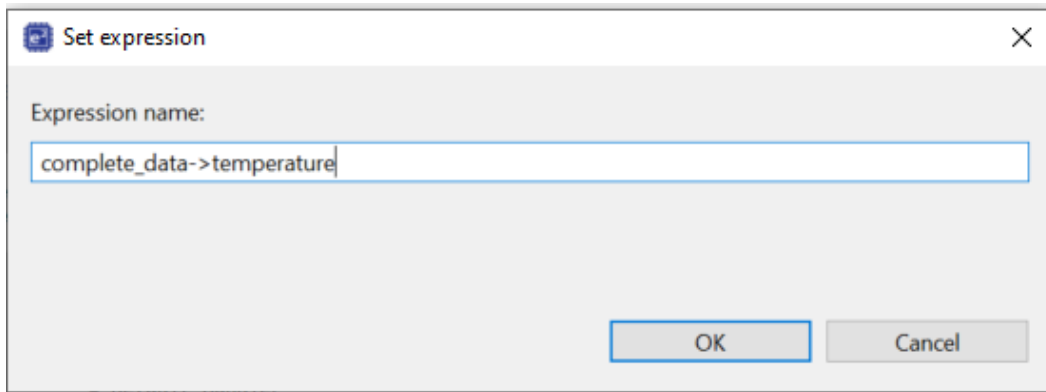 Set expression
Expression name:
complete_data->temperature
OK
Cancel